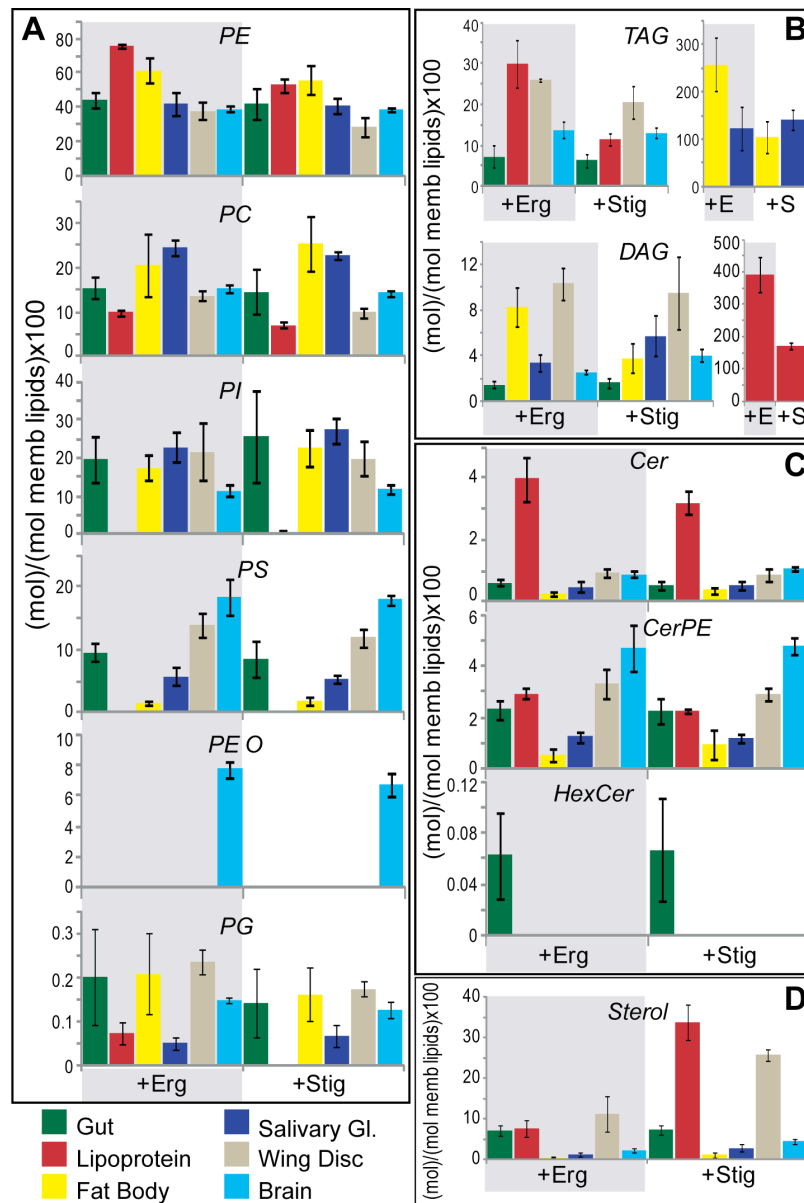 A
PE
80
60
40
20
0
PC
30
20
10
0
PI
40
30
20
10
0
PS
20
10
0
PE O
10
8
6
4
2
0
PG
0.3
0.2
0.1
0
(mol)/(mol memb lipids)x100
+Erg
+Stig
B
TAG
40
30
20
10
0
+Erg
+Stig
300
200
100
0
+E
+S
DAG
12
8
4
0
+Erg
+Stig
500
400
300
200
100
0
+E
+S
(mol)/(mol memb lipids)x100
C
Cer
4
2
0
CerPE
6
4
2
0
HexCer
0.12
0.08
0.04
0
(mol)/(mol memb lipids)x100
+Erg
+Stig
D
Sterol
40
30
20
10
0
(mol)/(mol memb lipids)x100
+Erg
+Stig
Gut
Lipoprotein
Fat Body
Salivary Gl.
Wing Disc
Brain